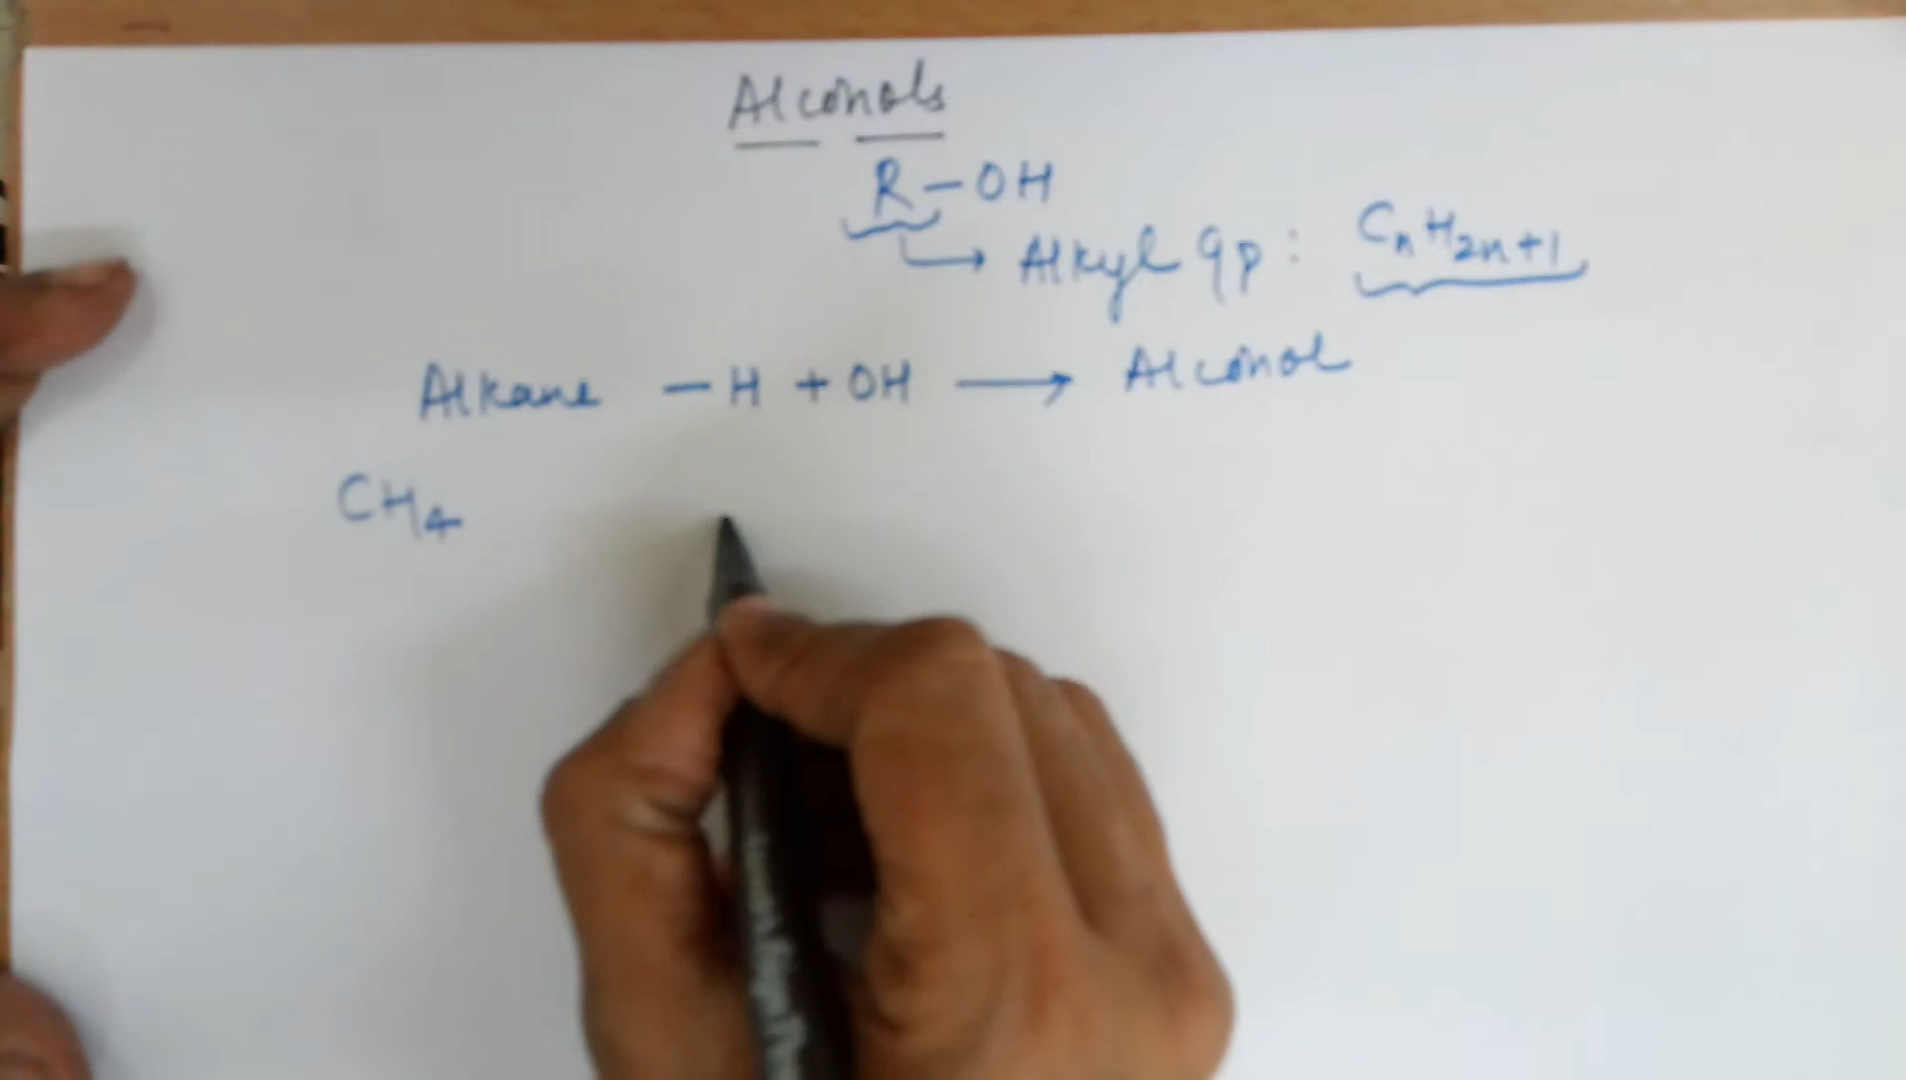 Alcohols
R-OH
Alkyl gp : CnH2n+1
Alkane - H + OH → Alcohol
CH4